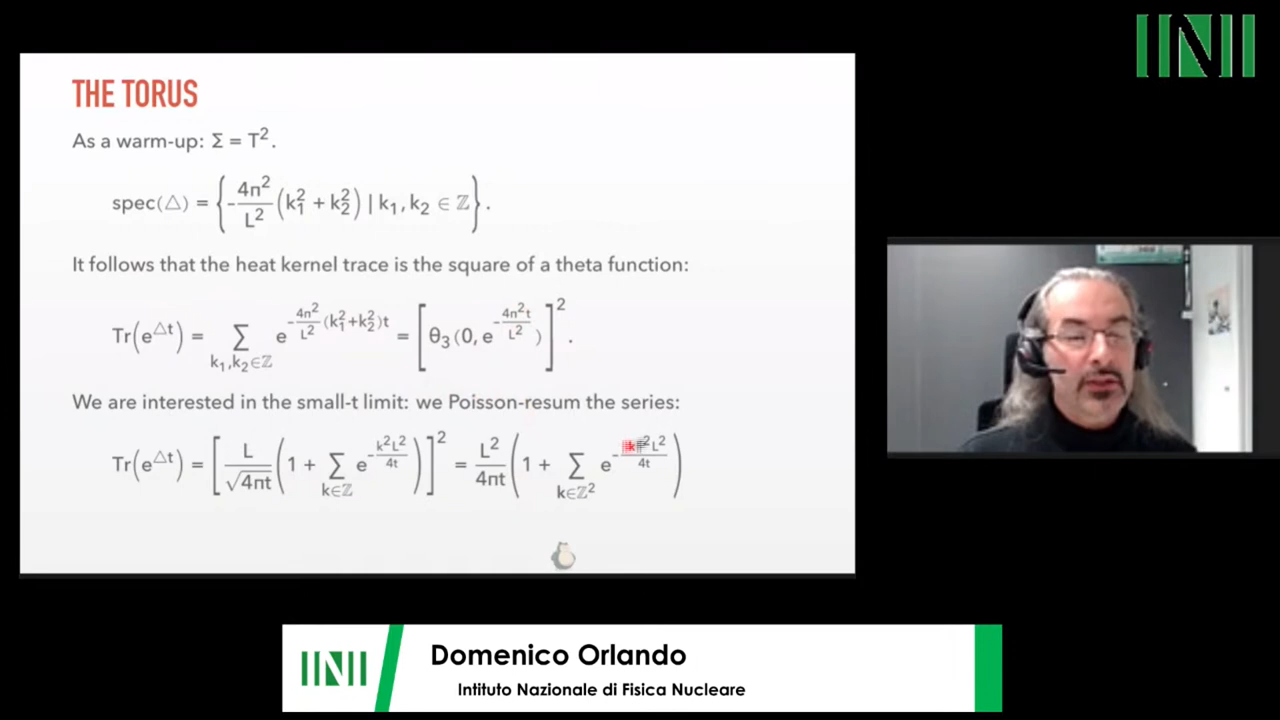 INI
THE TORUS
As a warm-up: Σ = T².
spec(△) = { -4π²/L² (k₁² + k₂²) | k₁, k₂ ∈ ℤ }.
It follows that the heat kernel trace is the square of a theta function:
Tr(e^{△t}) = Σ_{k₁,k₂∈ℤ} e^{-4π²/L² (k₁²+k₂²)t} = [θ₃(0, e^{-4π²t/L²})]².
We are interested in the small-t limit: we Poisson-resum the series:
Tr(e^{△t}) = [L/√4πt (1 + Σ_{k∈ℤ} e^{-k²L²/4t})]² = L²/4πt (1 + Σ_{k∈ℤ²} e^{-‖k‖²L²/4t})
INI
Domenico Orlando
Intituto Nazionale di Fisica Nucleare